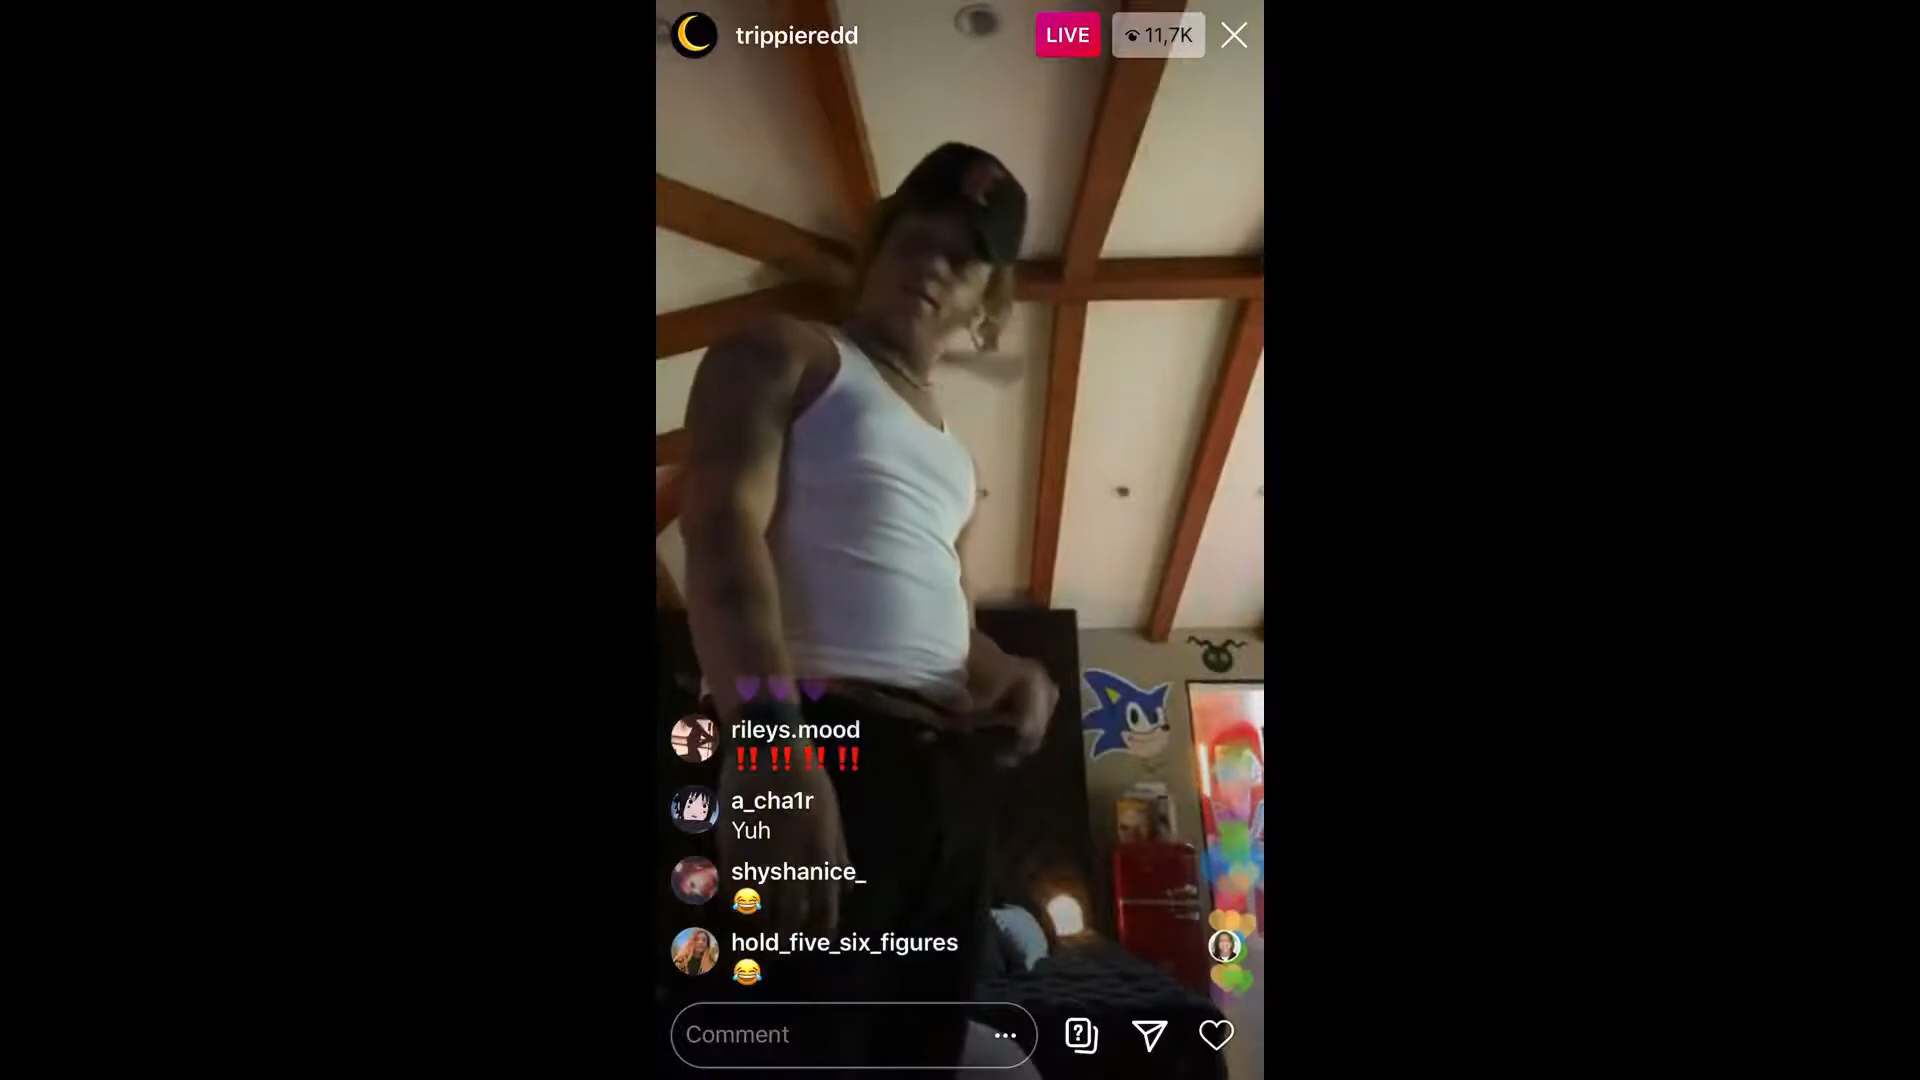 trippieredd
LIVE
11,7K
rileys.mood
‼️ ‼️ ‼️ ‼️
a_cha1r
Yuh
shyshanice_
😂
hold_five_six_figures
😂
Comment